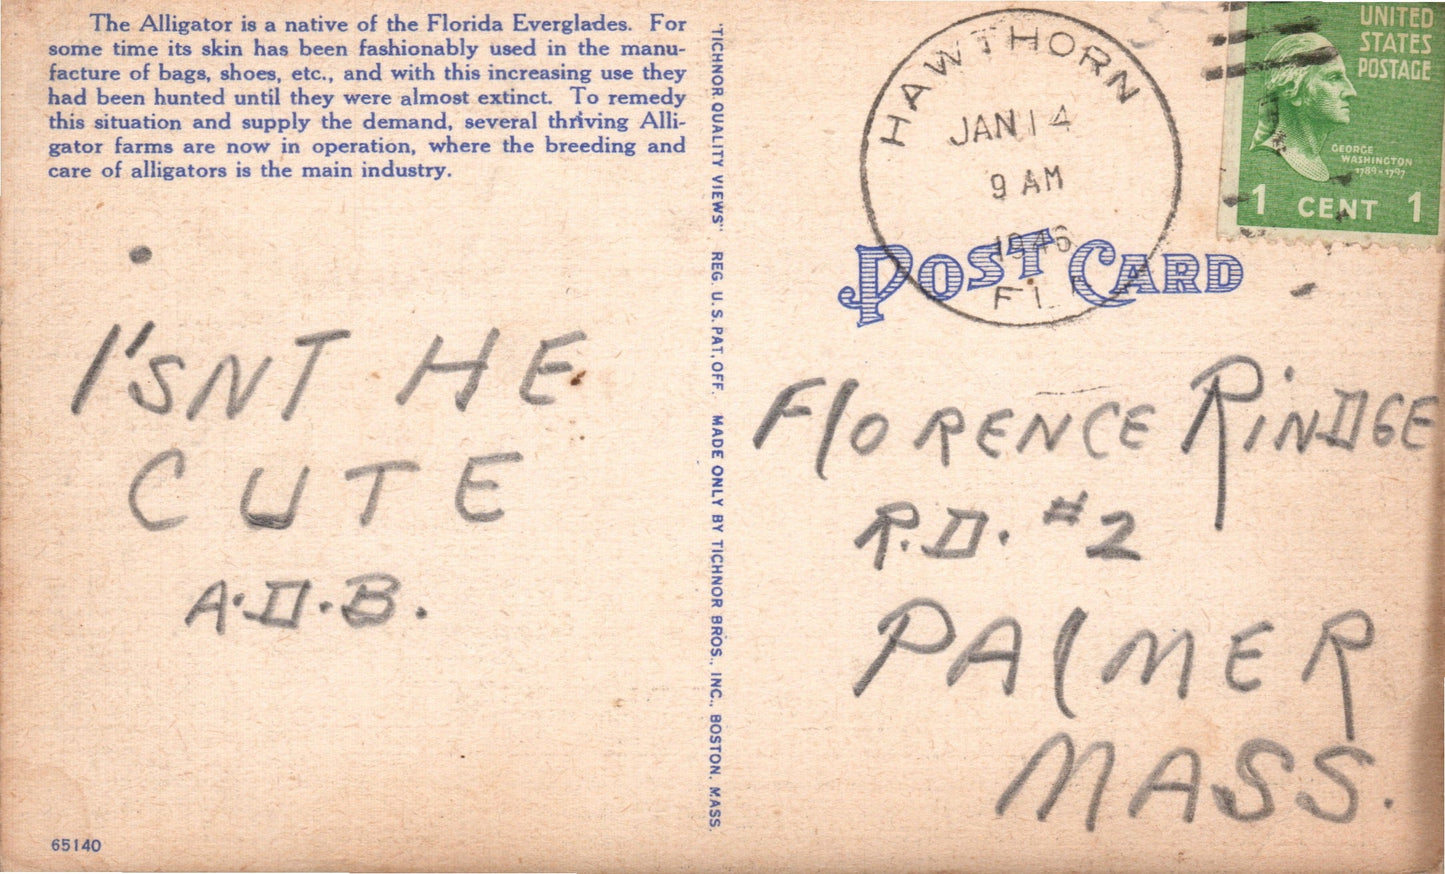 The Alligator is a native of the Florida Everglades. For
some time its skin has been fashionably used in the manu-
facture of bags, shoes, etc., and with this increasing use they
had been hunted until they were almost extinct. To remedy
this situation and supply the demand, several thriving Alli-
gator farms are now in operation, where the breeding and
care of alligators is the main industry.
I'SNT HE
CUTE
A.D.B.
65140
"TICHNOR QUALITY VIEWS" REG. U. S. PAT. OFF. MADE ONLY BY TICHNOR BROS., INC., BOSTON, MASS.
HAWTHORN
JAN 14
9 AM
1946
FLA
UNITED
STATES
POSTAGE
GEORGE
WASHINGTON
1789-1797
1 CENT 1
POST CARD
FlORENCE RiNDGE
R.D. #2
PAlMER
MASS.